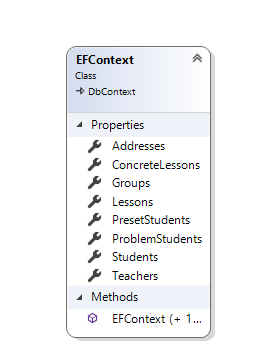 EFContext
Class
DbContext
Properties
Addresses
ConcreteLessons
Groups
Lessons
PresetStudents
ProblemStudents
Students
Teachers
Methods
EFContext (+ 1...